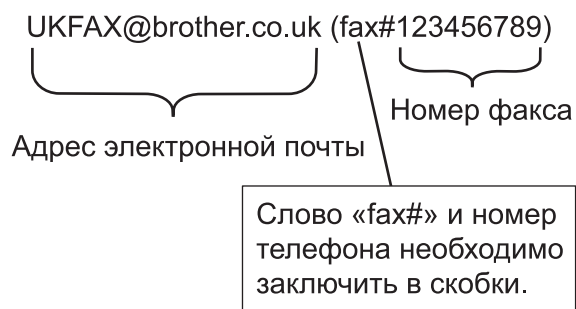 UKFAX@brother.co.uk (fax#123456789)
Номер факса
Адрес электронной почты
Слово «fax#» и номер
телефона необходимо
заключить в скобки.